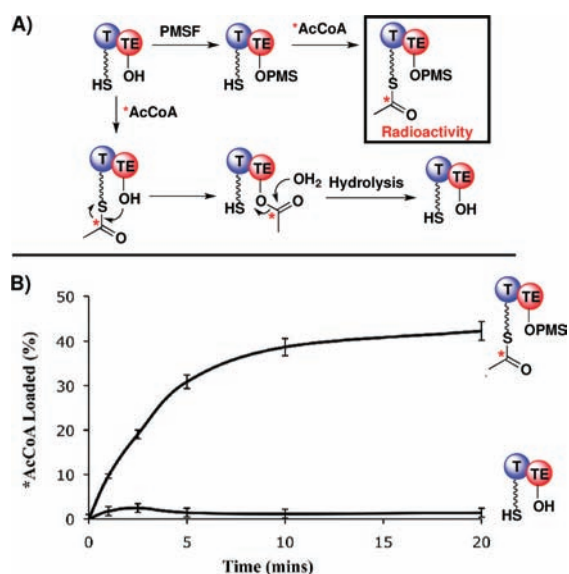 A)
T TE
HS OH
PMSF
T TE
HS OPMS
*AcCoA
T TE
OPMS
S
* O
Radioactivity
*AcCoA
T TE
S OH
* O
T TE
HS O OH2
* O
Hydrolysis
T TE
HS OH
B)
50
40
30
20
10
0
*AcCoA Loaded (%)
0 5 10 15 20
Time (mins)
T TE
OPMS
S
* O
T TE
HS OH